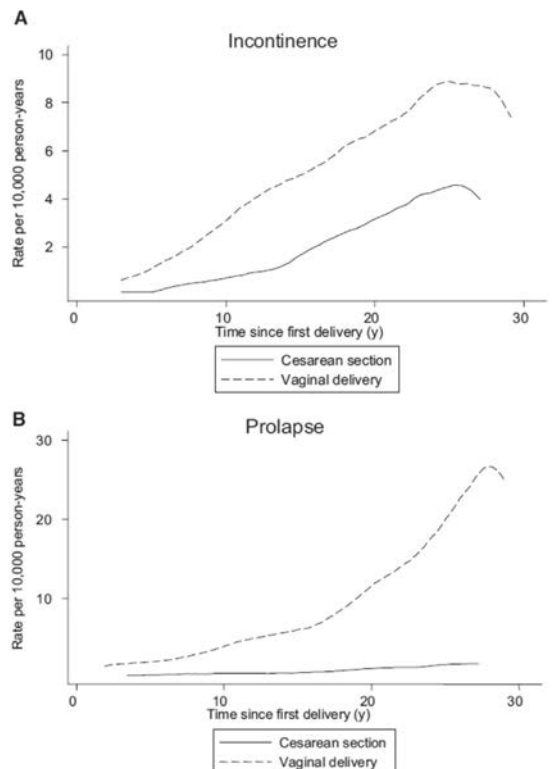 A
Incontinence
Rate per 10,000 person-years
10
8
6
4
2
0
10
20
30
Time since first delivery (y)
Cesarean section
Vaginal delivery
B
Prolapse
Rate per 10,000 person-years
30
20
10
0
10
20
30
Time since first delivery (y)
Cesarean section
Vaginal delivery